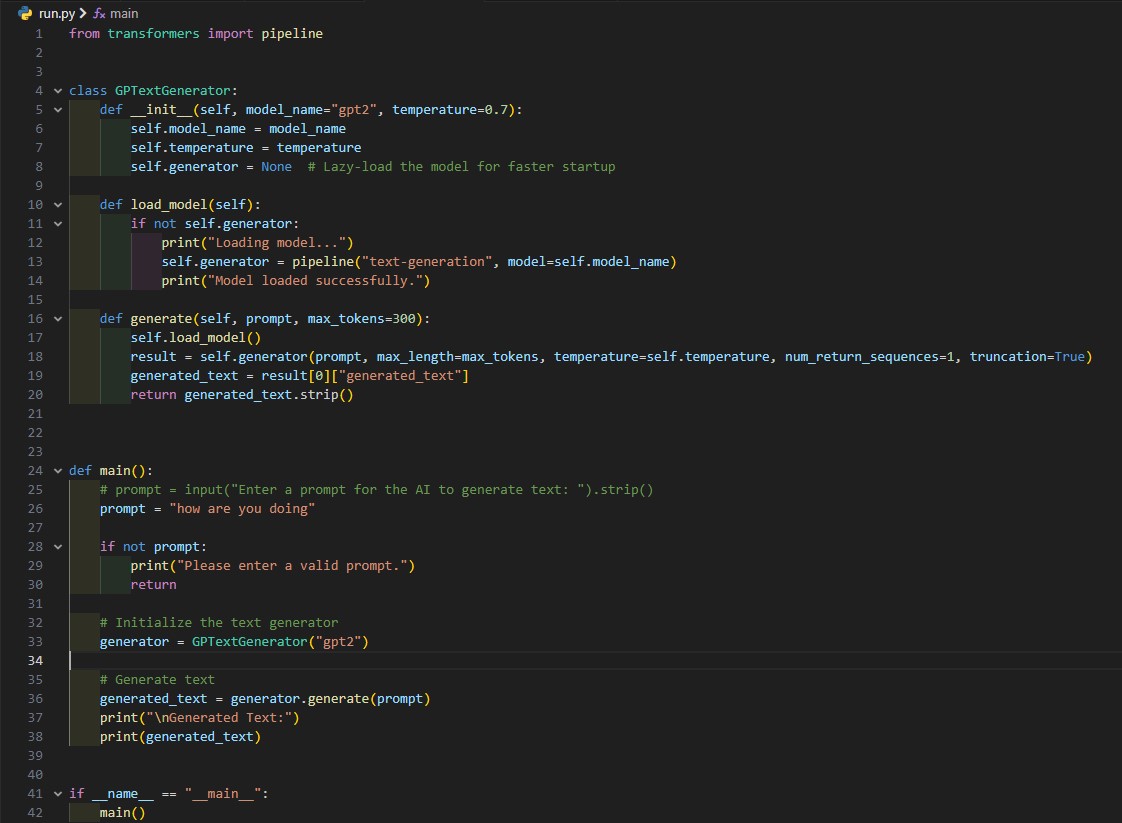 run.py > main
1 from transformers import pipeline
2
3
4 class GPTextGenerator:
5     def __init__(self, model_name="gpt2", temperature=0.7):
6         self.model_name = model_name
7         self.temperature = temperature
8         self.generator = None  # Lazy-load the model for faster startup
9
10     def load_model(self):
11         if not self.generator:
12             print("Loading model...")
13             self.generator = pipeline("text-generation", model=self.model_name)
14             print("Model loaded successfully.")
15
16     def generate(self, prompt, max_tokens=300):
17         self.load_model()
18         result = self.generator(prompt, max_length=max_tokens, temperature=self.temperature, num_return_sequences=1, truncation=True)
19         generated_text = result[0]["generated_text"]
20         return generated_text.strip()
21
22
23
24 def main():
25     # prompt = input("Enter a prompt for the AI to generate text: ").strip()
26     prompt = "how are you doing"
27
28     if not prompt:
29         print("Please enter a valid prompt.")
30         return
31
32     # Initialize the text generator
33     generator = GPTextGenerator("gpt2")
34
35     # Generate text
36     generated_text = generator.generate(prompt)
37     print("\nGenerated Text:")
38     print(generated_text)
39
40
41 if __name__ == "__main__":
42     main()